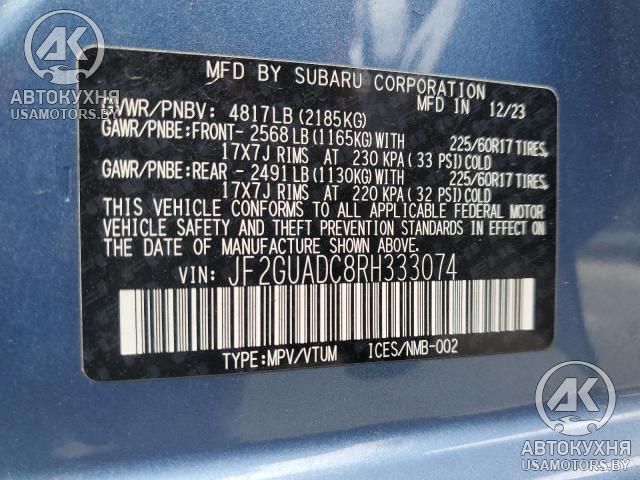 AK
АВТОКУХНЯ
USAMOTORS.BY
MFD BY SUBARU CORPORATION
MFD IN 12/23
GVWR/PNBV: 4817LB (2185KG)
GAWR/PNBE:FRONT- 2568LB (1165KG) WITH 225/60R17 TIRES,
17X7J RIMS AT 230 KPA (33 PSI) COLD
GAWR/PNBE:REAR - 2491LB (1130KG) WITH 225/60R17 TIRES,
17X7J RIMS AT 220 KPA (32 PSI) COLD
THIS VEHICLE CONFORMS TO ALL APPLICABLE FEDERAL MOTOR
VEHICLE SAFETY AND THEFT PREVENTION STANDARDS IN EFFECT ON
THE DATE OF MANUFACTURE SHOWN ABOVE.
VIN: JF2GUADC8RH333074
TYPE:MPV/VTUM ICES/NMB-002
AK
АВТОКУХНЯ
USAMOTORS.BY